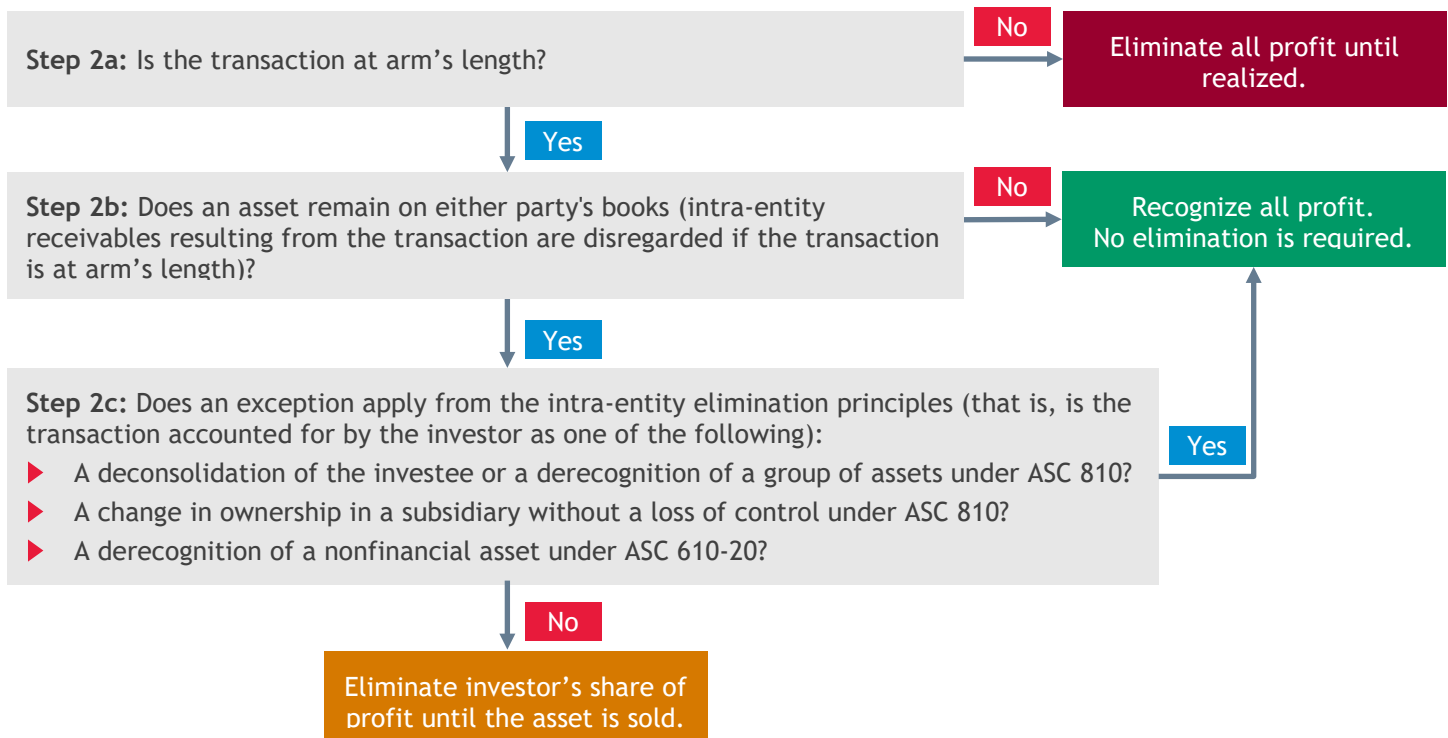 Step 2a: Is the transaction at arm’s length?
No
Eliminate all profit until
realized.
Yes
Step 2b: Does an asset remain on either party's books (intra-entity
receivables resulting from the transaction are disregarded if the transaction
is at arm’s length)?
No
Recognize all profit.
No elimination is required.
Yes
Step 2c: Does an exception apply from the intra-entity elimination principles (that is, is the
transaction accounted for by the investor as one of the following):
A deconsolidation of the investee or a derecognition of a group of assets under ASC 810?
A change in ownership in a subsidiary without a loss of control under ASC 810?
A derecognition of a nonfinancial asset under ASC 610-20?
Yes
No
Eliminate investor’s share of
profit until the asset is sold.